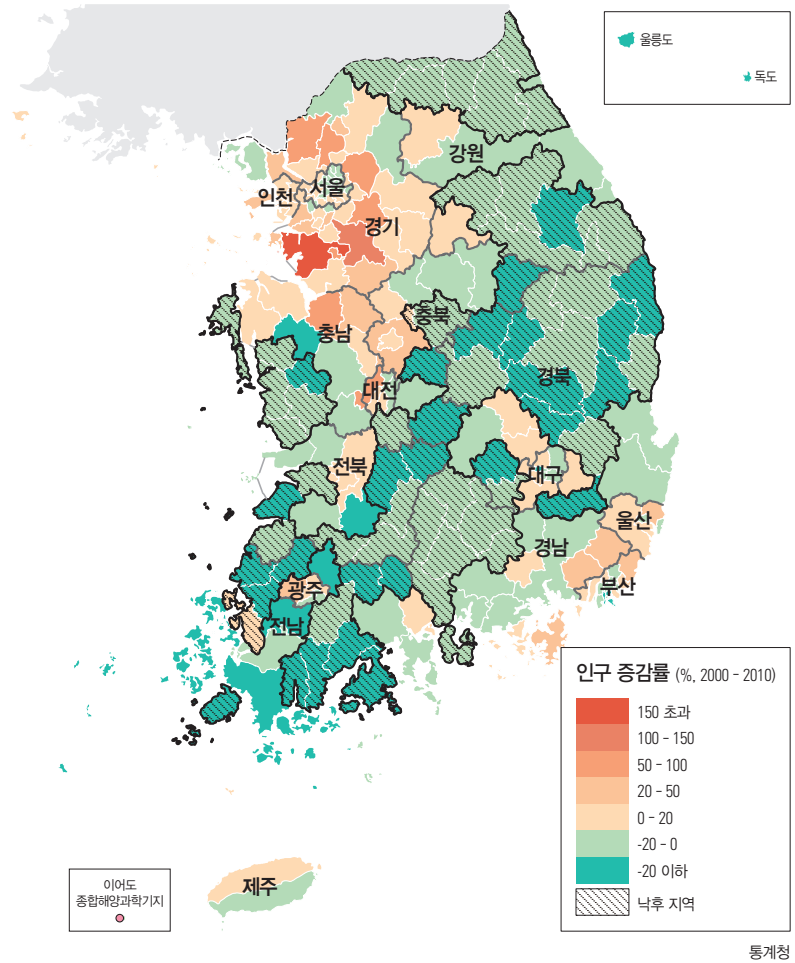 울릉도
독도
강원
서울
인천
경기
충북
충남
경북
대전
전북
대구
울산
경남
광주
부산
전남
제주
이어도
종합해양과학기지
인구 증감률 (%, 2000 - 2010)
150 초과
100 - 150
50 - 100
20 - 50
0 - 20
-20 - 0
-20 이하
낙후 지역
통계청